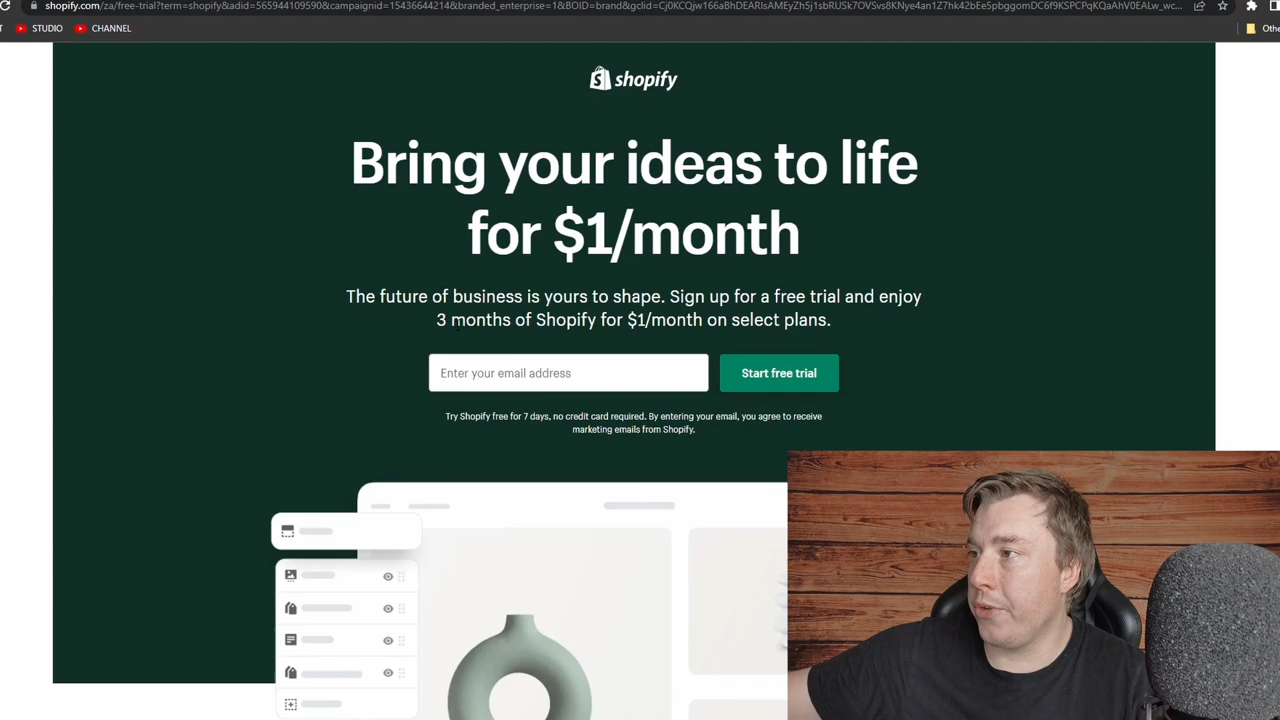 shopify.com/za/free-trial?term=shopify&adid=565944109590&campaignid=15436644214&branded_enterprise=1&BOID=brand&gclid=
STUDIO
CHANNEL
Othe
shopify
Bring your ideas to life
for $1/month
The future of business is yours to shape. Sign up for a free trial and enjoy
3 months of Shopify for $1/month on select plans.
Enter your email address
Start free trial
Try Shopify free for 7 days, no credit card required. By entering your email, you agree to receive
marketing emails from Shopify.